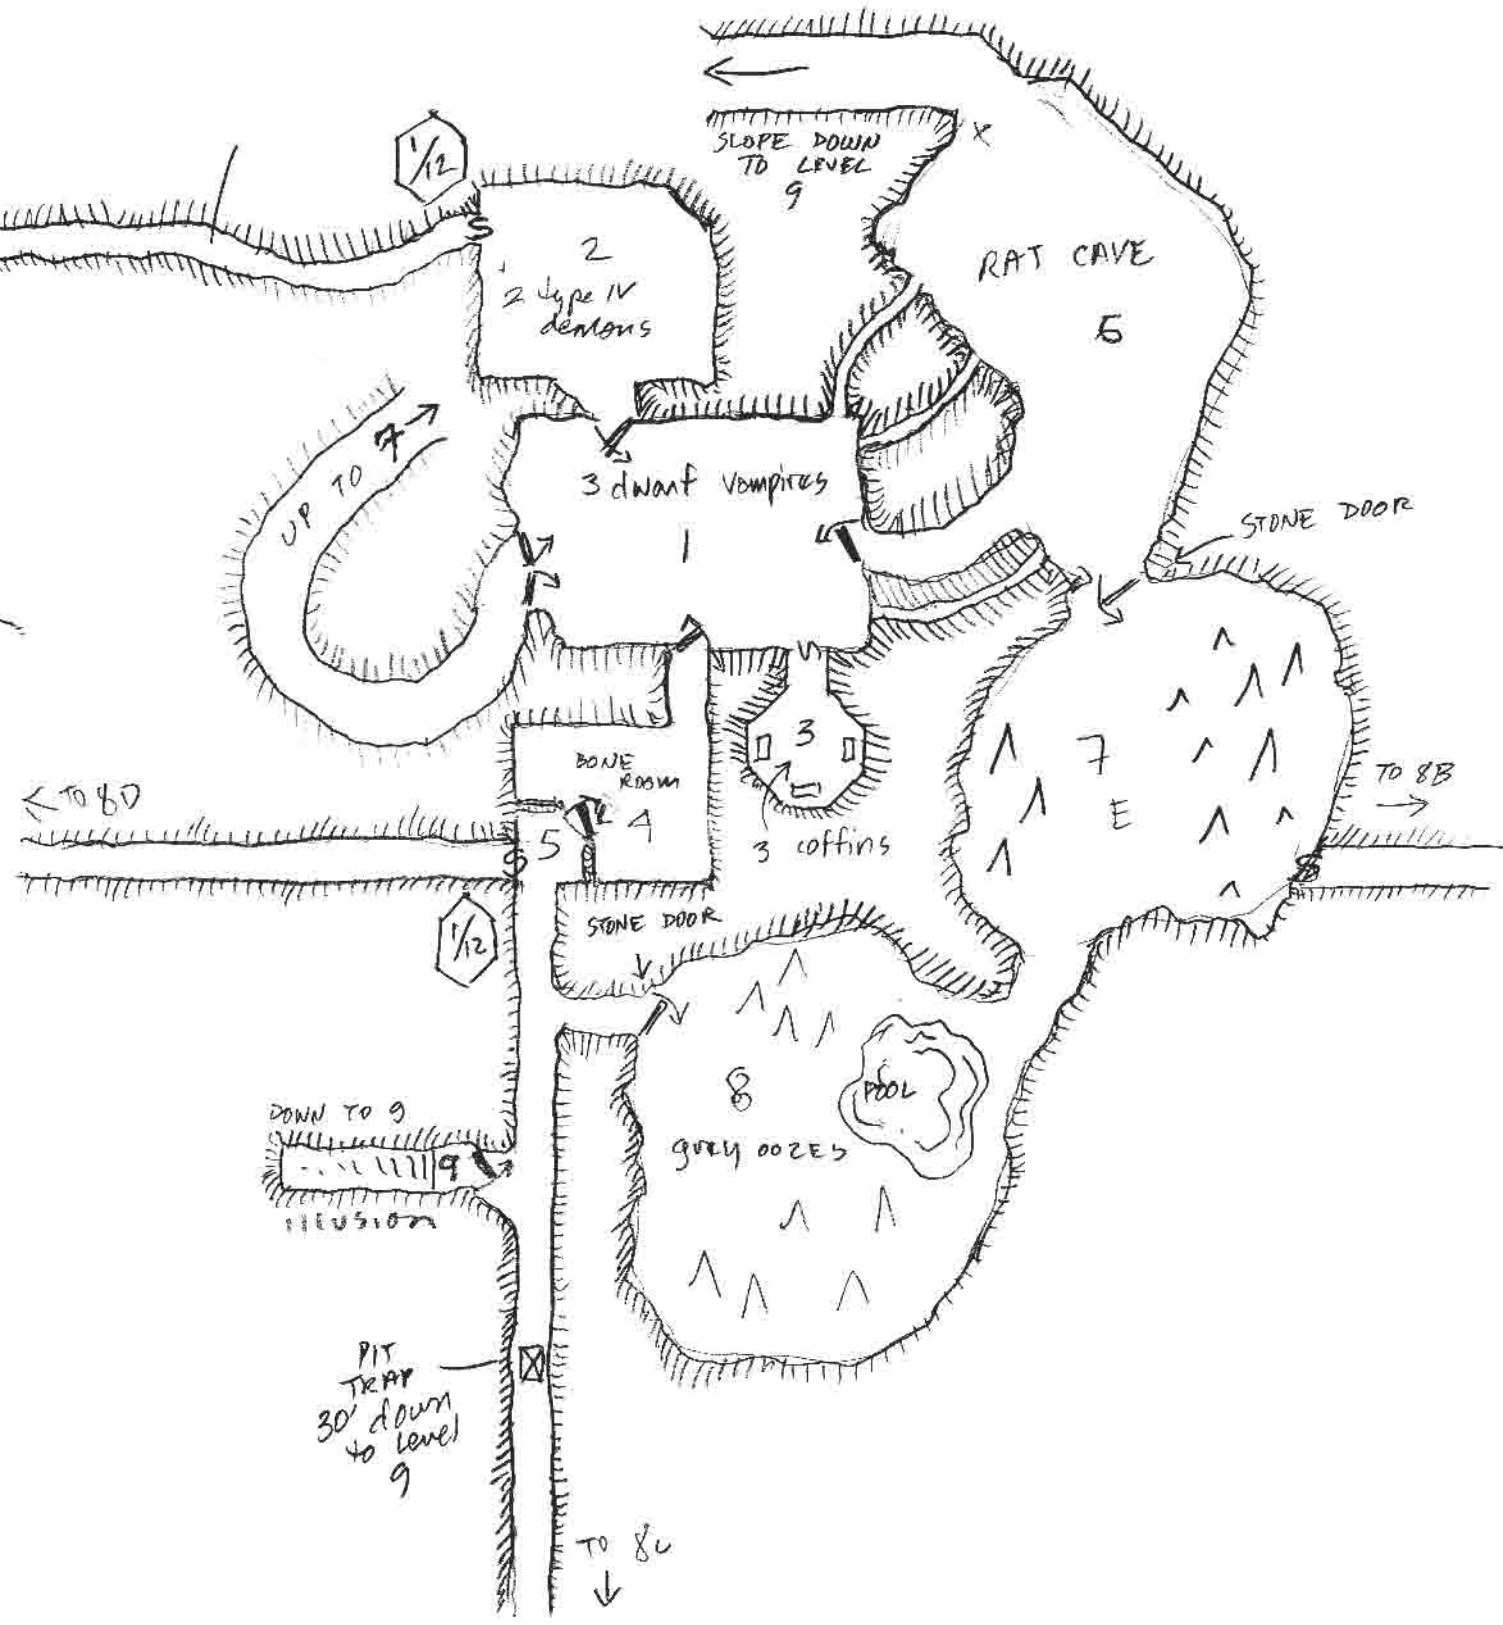 SLOPE DOWN
TO LEVEL
9
X
1/12
S
2
2 type IV
demons
RAT CAVE
6
UP TO 7
3 dwarf vampires
1
STONE DOOR
S
3
3 coffins
BONE
ROOM
4
5
S
← TO 8D
7
E
TO 8B
→
S
1/12
STONE DOOR
POOL
8
grey OOZES
DOWN TO 9
9
illusion
PIT
TRAP
30' down
to Level
9
TO 8C